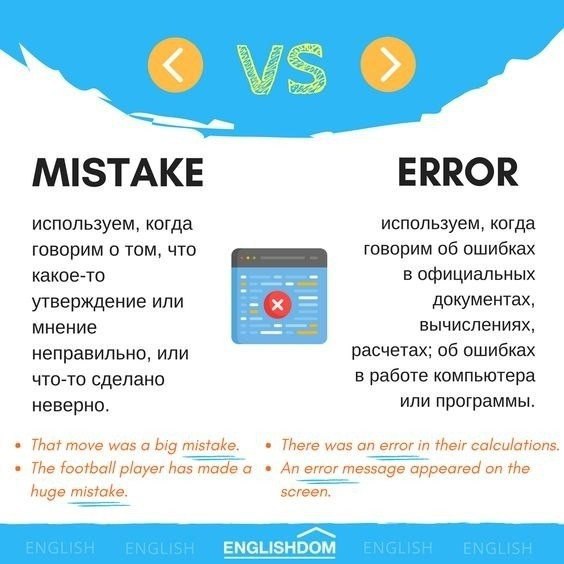 VS
MISTAKE
используем, когда
говорим о том, что
какое-то
утверждение или
мнение
неправильно, или
что-то сделано
неверно.
ERROR
используем, когда
говорим об ошибках
в официальных
документах,
вычислениях,
расчетах; об ошибках
в работе компьютера
или программы.
• That move was a big mistake.
• The football player has made a
huge mistake.
• There was an error in their calculations.
• An error message appeared on the
screen.
ENGLISH ENGLISH ENGLISHDOM ENGLISH ENGLISH